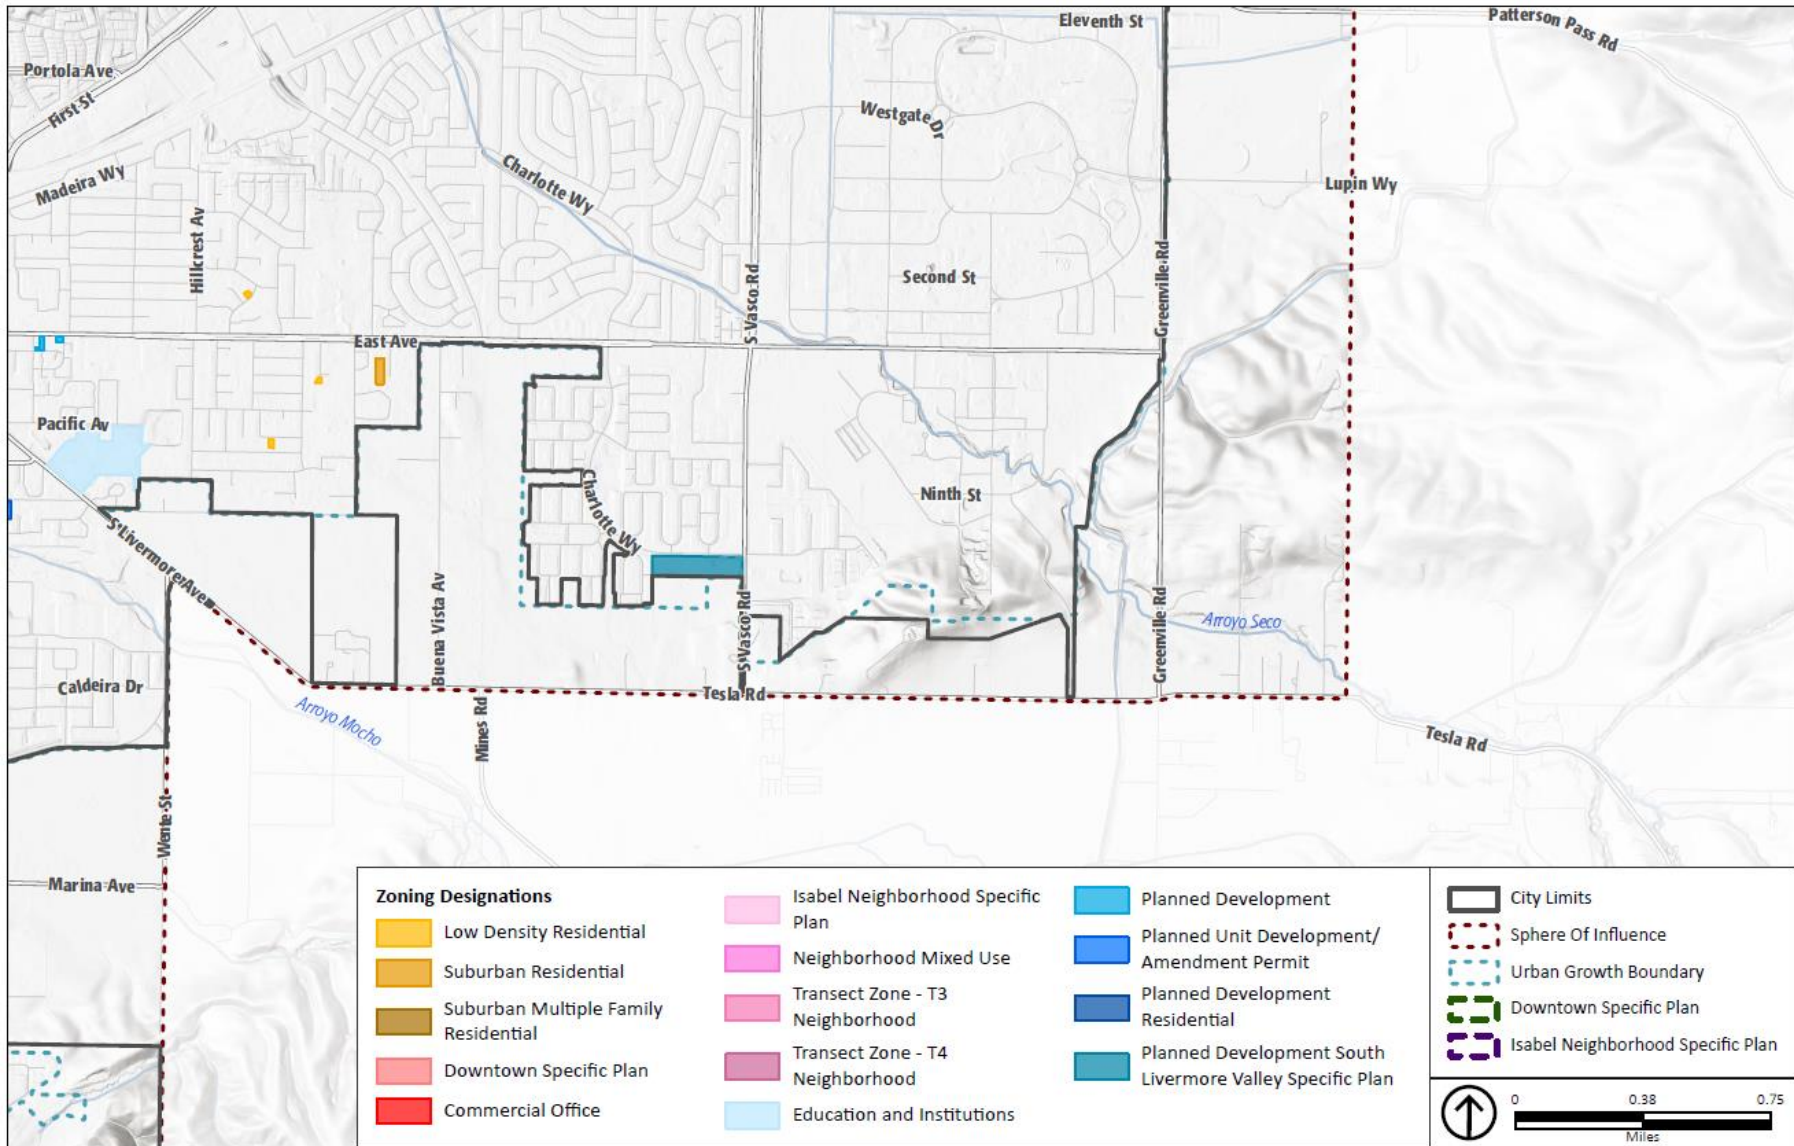 Eleventh St
Patterson Pass Rd
Portola Ave
First St
Westgate Dr
Madeira Wy
Charlotte Wy
Lupin Wy
Hillcrest Av
Second St
S Vasco Rd
Greenville Rd
East Ave
Pacific Av
Charlotte Wy
Ninth St
S Livermore Ave
Buena Vista Av
S Vasco Rd
Greenville Rd
Arroyo Seco
Caldeira Dr
Tesla Rd
Arroyo Mocho
Mines Rd
Tesla Rd
Wente St
Marina Ave
Zoning Designations
Low Density Residential
Suburban Residential
Suburban Multiple Family
Residential
Downtown Specific Plan
Commercial Office
Isabel Neighborhood Specific
Plan
Neighborhood Mixed Use
Transect Zone - T3
Neighborhood
Transect Zone - T4
Neighborhood
Education and Institutions
Planned Development
Planned Unit Development/
Amendment Permit
Planned Development
Residential
Planned Development South
Livermore Valley Specific Plan
City Limits
Sphere Of Influence
Urban Growth Boundary
Downtown Specific Plan
Isabel Neighborhood Specific Plan
0 0.38 0.75
Miles